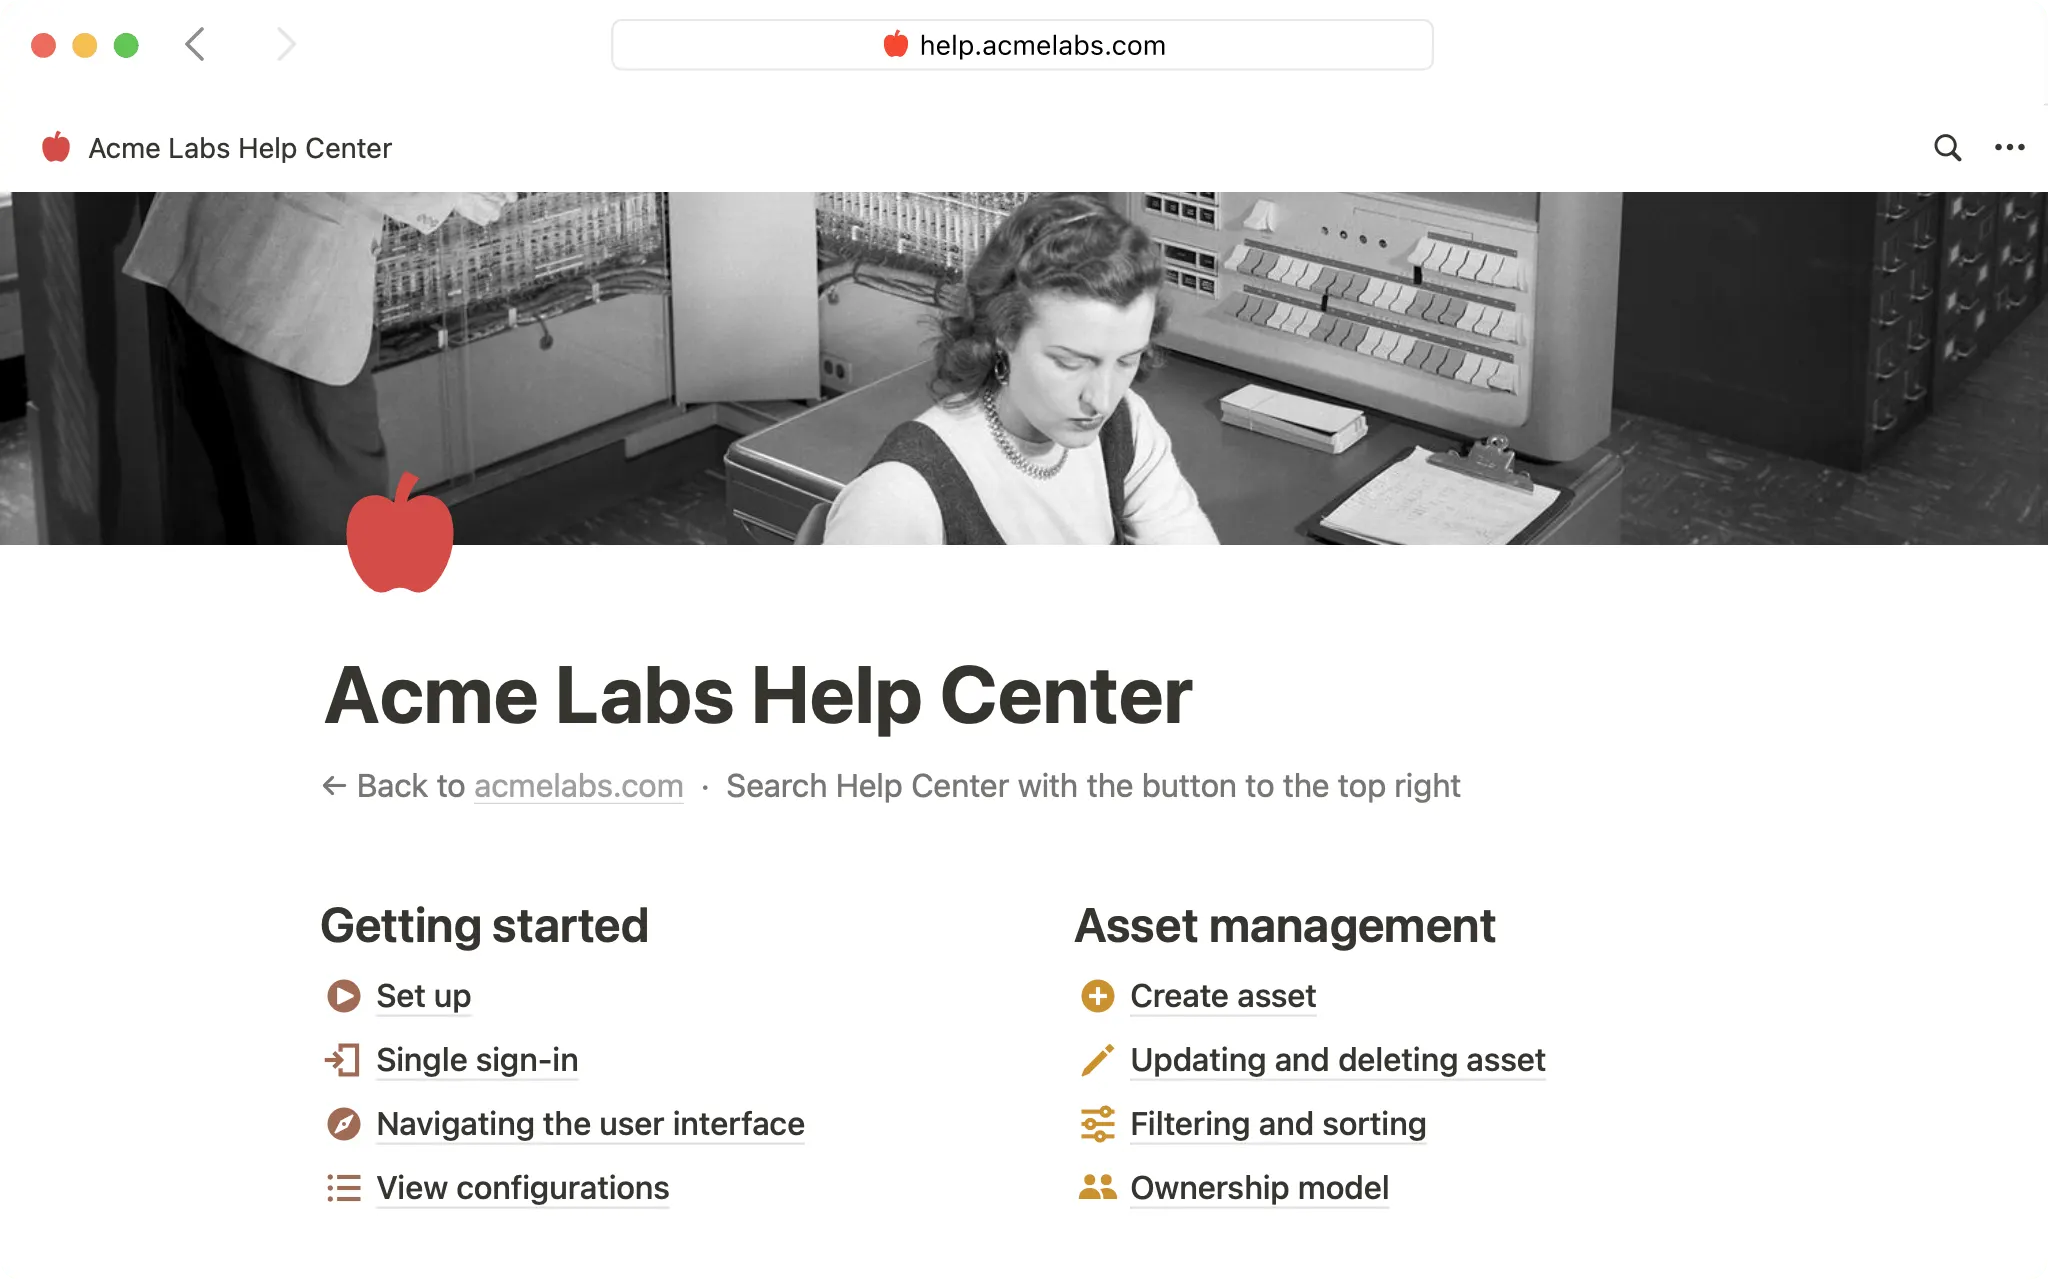 help.acmelabs.com
Acme Labs Help Center
Acme Labs Help Center
← Back to acmelabs.com · Search Help Center with the button to the top right
Getting started
Set up
Single sign-in
Navigating the user interface
View configurations
Asset management
Create asset
Updating and deleting asset
Filtering and sorting
Ownership model